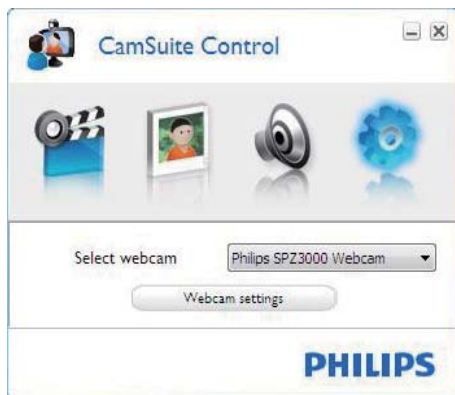 CamSuite Control
Select webcam
Philips SPZ3000 Webcam
Webcam settings
PHILIPS